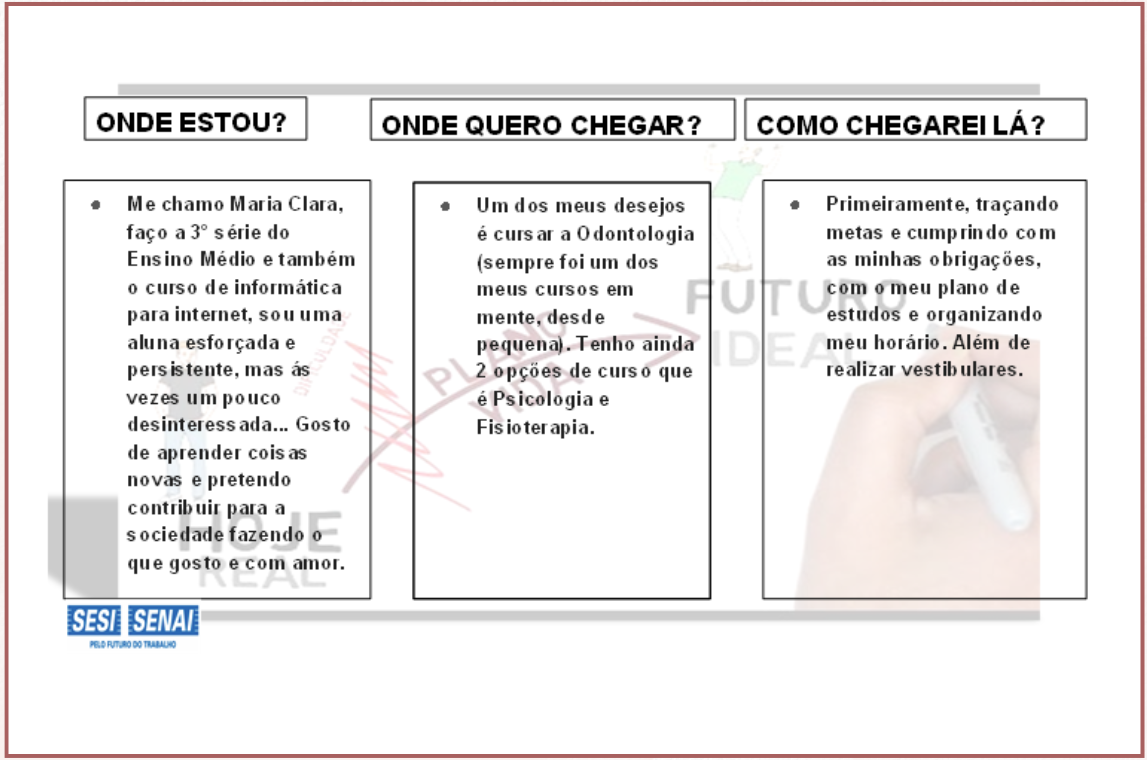 ONDE ESTOU?
ONDE QUERO CHEGAR?
COMO CHEGAREI LÁ?
• Me chamo Maria Clara,
faço a 3° série do
Ensino Médio e também
o curso de informática
para internet, sou uma
aluna esforçada e
persistente, mas ás
vezes um pouco
desinteressada... Gosto
de aprender coisas
novas e pretendo
contribuir para a
sociedade fazendo o
que gosto e com amor.
• Um dos meus desejos
é cursar a Odontologia
(sempre foi um dos
meus cursos em
mente, desde
pequena). Tenho ainda
2 opções de curso que
é Psicologia e
Fisioterapia.
• Primeiramente, traçando
metas e cumprindo com
as minhas obrigações,
com o meu plano de
estudos e organizando
meu horário. Além de
realizar vestibulares.
DIFICULDADE
PLANO
VIDA
FUTURO
IDEAL
HOJE
REAL
SESI SENAI
PELO FUTURO DO TRABALHO